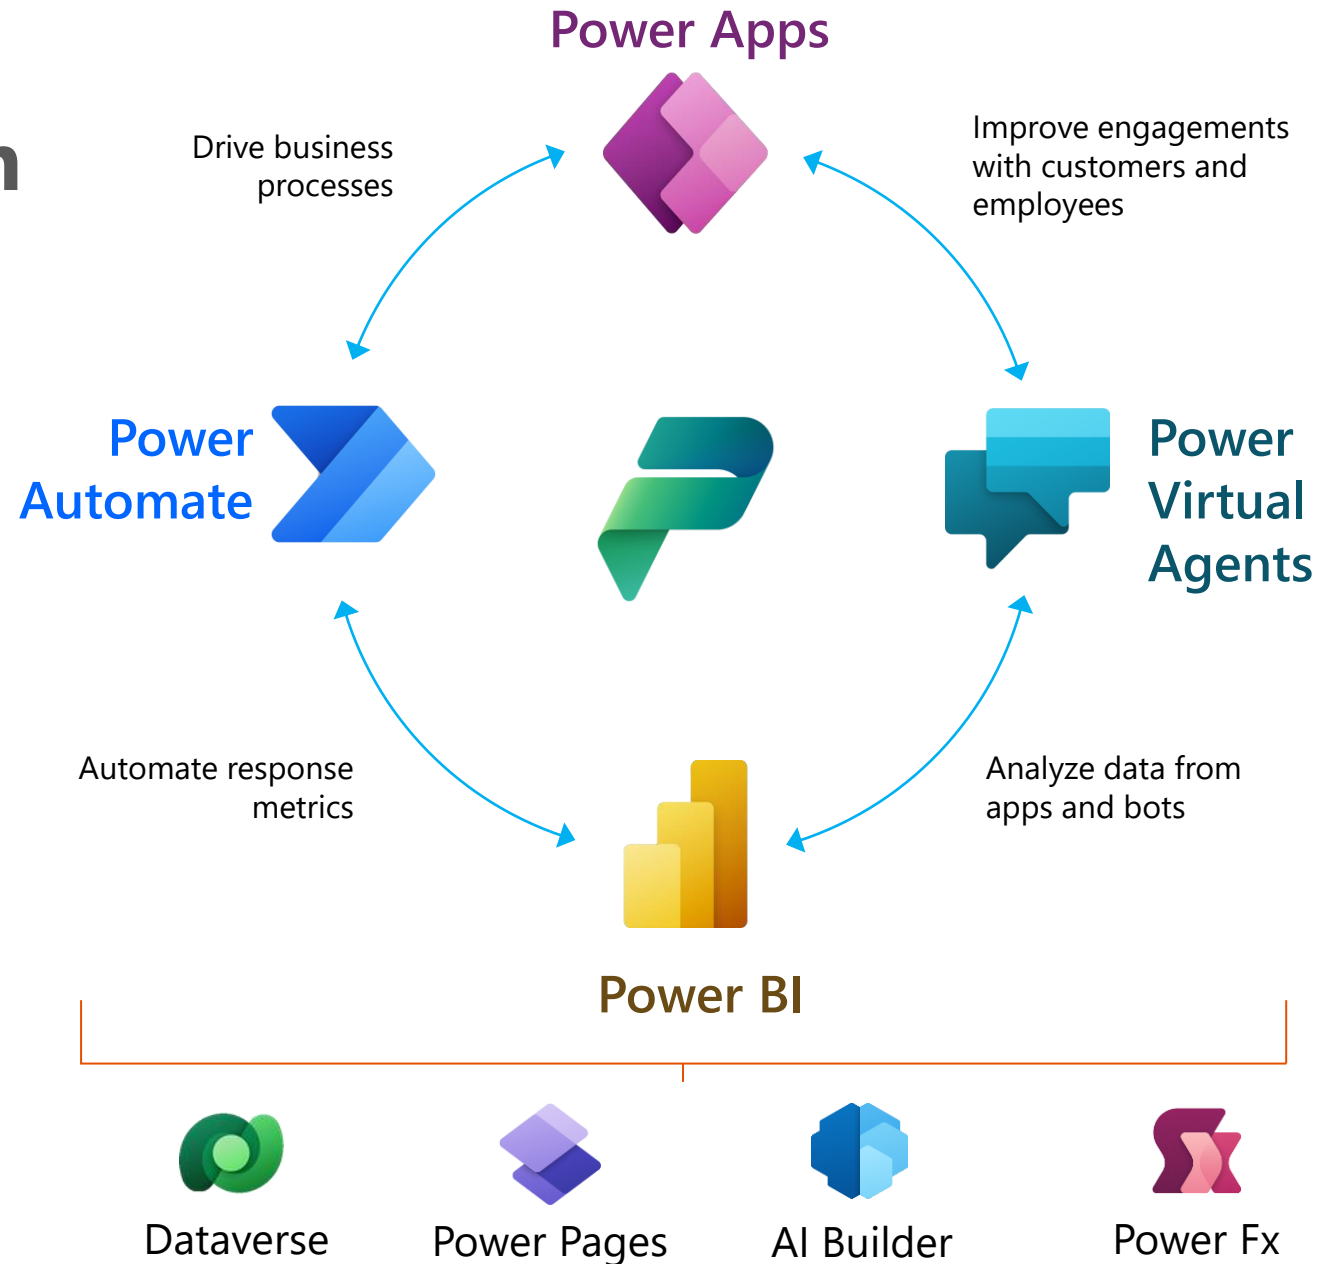 Power Apps
Drive business
processes
Improve engagements
with customers and
employees
Power
Automate
Power
Virtual
Agents
Automate response
metrics
Analyze data from
apps and bots
Power BI
Dataverse
Power Pages
AI Builder
Power Fx